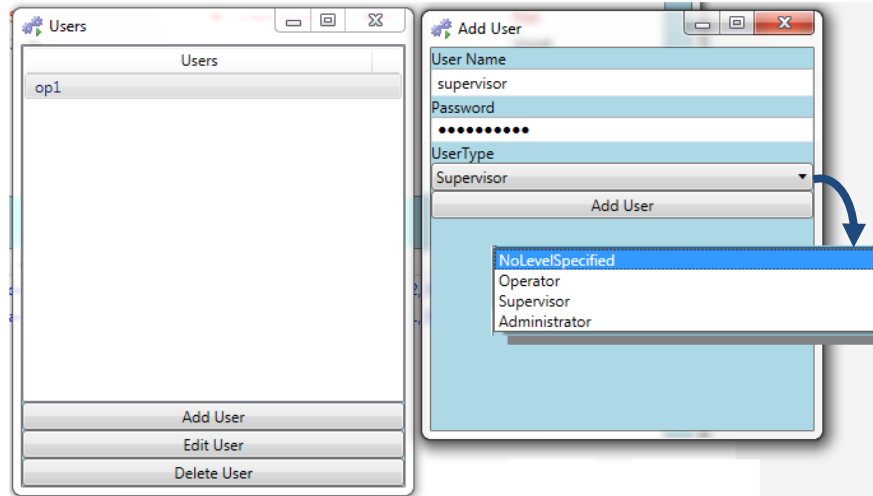 Users
Users
op1
Add User
Edit User
Delete User
Add User
User Name
supervisor
Password
●●●●●●●●●●
UserType
Supervisor
Add User
NoLevelSpecified
Operator
Supervisor
Administrator